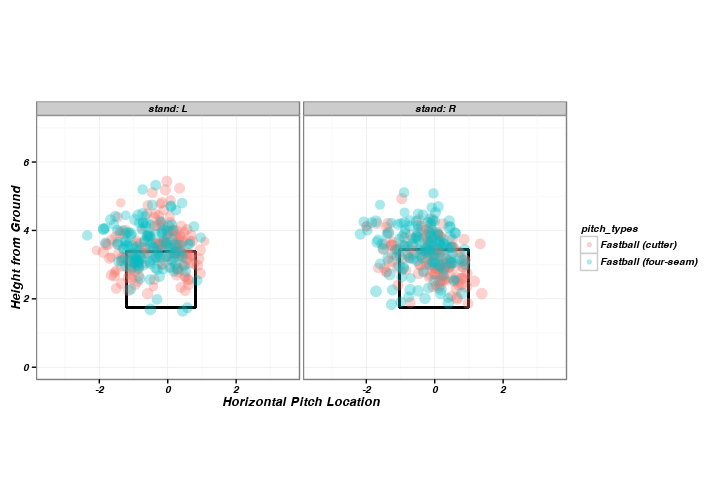 stand: L
stand: R
Height from Ground
6
4
2
0
-2
0
2
-2
0
2
Horizontal Pitch Location
pitch_types
Fastball (cutter)
Fastball (four-seam)